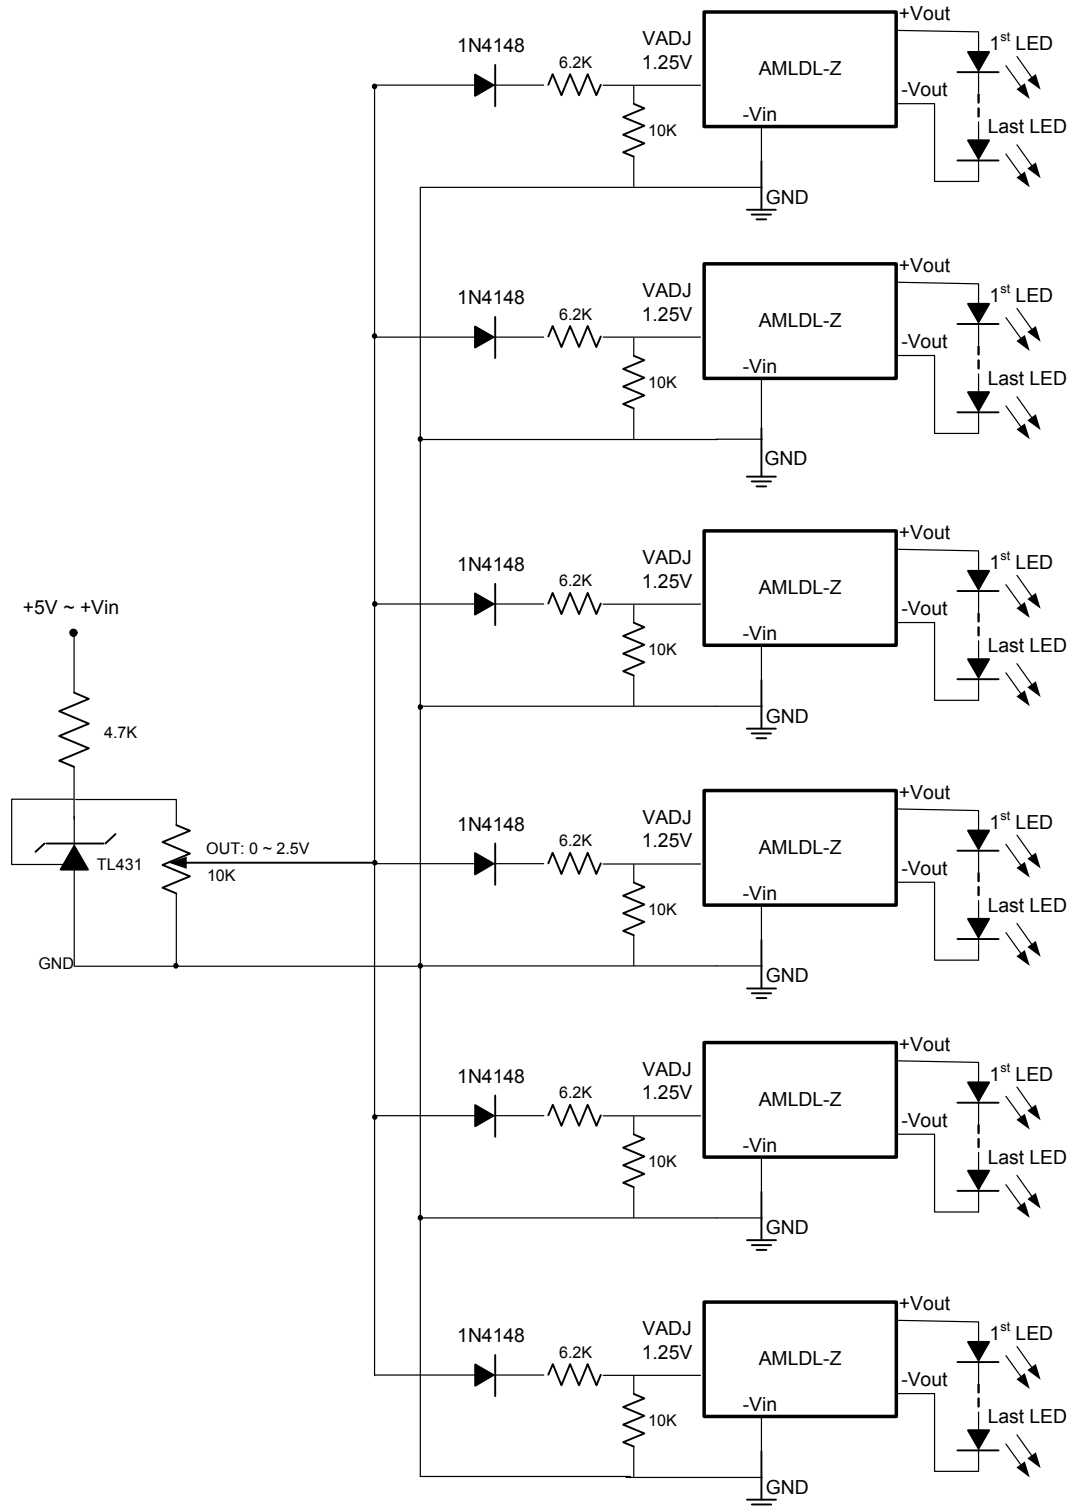 +Vout
1N4148
VADJ
1st LED
6.2K
1.25V
AMLDL-Z
-Vout
-Vin
10K
Last LED
GND
+Vout
1N4148
VADJ
1st LED
6.2K
1.25V
AMLDL-Z
-Vout
-Vin
10K
Last LED
GND
+Vout
1N4148
VADJ
1st LED
6.2K
1.25V
AMLDL-Z
-Vout
-Vin
10K
Last LED
GND
+5V ~ +Vin
4.7K
TL431
OUT: 0 ~ 2.5V
10K
GND
+Vout
1N4148
VADJ
1st LED
6.2K
1.25V
AMLDL-Z
-Vout
-Vin
10K
Last LED
GND
+Vout
1N4148
VADJ
1st LED
6.2K
1.25V
AMLDL-Z
-Vout
-Vin
10K
Last LED
GND
+Vout
1N4148
VADJ
1st LED
6.2K
1.25V
AMLDL-Z
-Vout
-Vin
10K
Last LED
GND